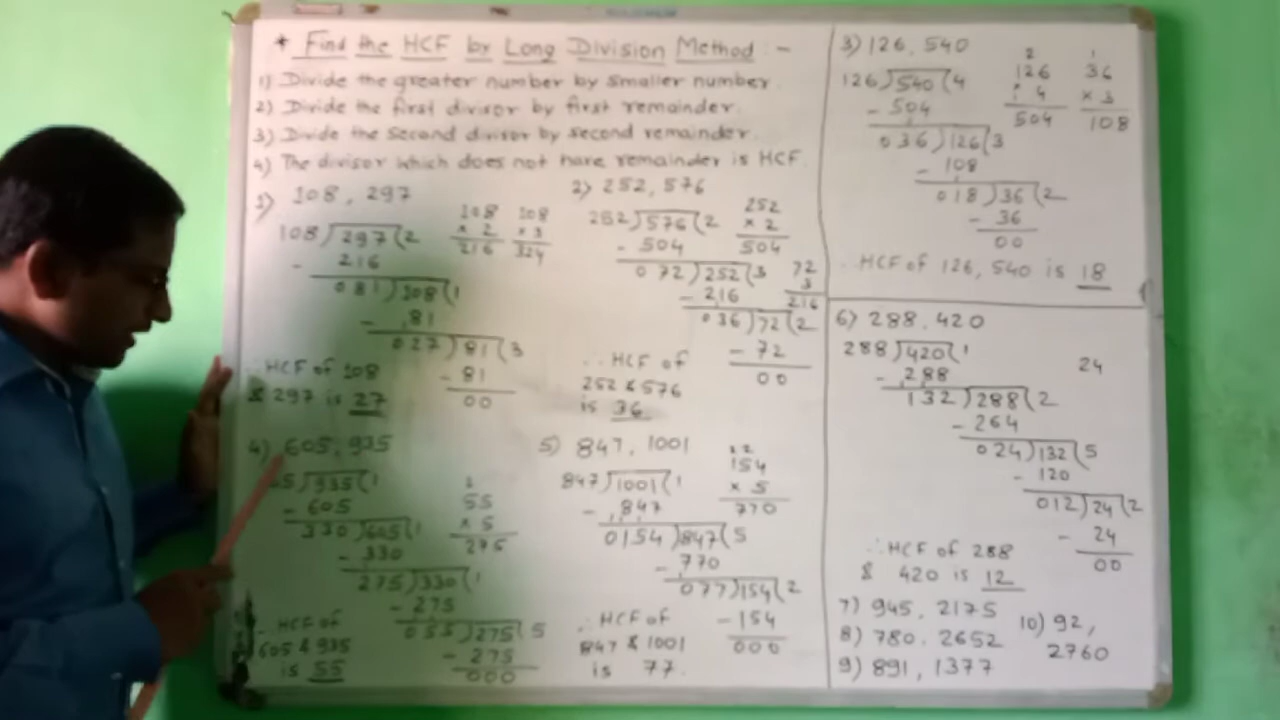 * Find the HCF by Long Division Method :-
1) Divide the greater number by smaller number.
2) Divide the first divisor by first remainder.
3) Divide the second divisor by second remainder.
4) The divisor which does not have remainder is HCF.
1) 108, 297
108)297(2
- 216
081)108(1
- 81
027)81(3
- 81
00
108
x 2
216
108
x 3
324
∴ HCF of 108
& 297 is 27
2) 252, 576
252)576(2
- 504
072)252(3
- 216
036)72(2
- 72
00
252
x 2
504
72
3
216
∴ HCF of
252 & 576
is 36
3) 126, 540
126)540(4
- 504
036)126(3
- 108
018)36(2
- 36
00
2
126
4
504
1
36
x 3
108
∴ HCF of 126, 540 is 18
4) 605, 935
5)935(1
- 605
330)605(1
- 330
275)330(1
- 275
055)275(5
- 275
000
2
55
x 5
275
∴ HCF of
605 & 935
is 55
5) 847, 1001
847)1001(1
- 847
0154)847(5
- 770
077)154(2
- 154
000
2 2
154
x 5
770
∴ HCF of
847 & 1001
is 77.
6) 288, 420
288)420(1
- 288
132)288(2
- 264
024)132(5
- 120
012)24(2
- 24
00
24
∴ HCF of 288
& 420 is 12
7) 945, 2175
8) 780, 2652
9) 891, 1377
10) 92,
2760